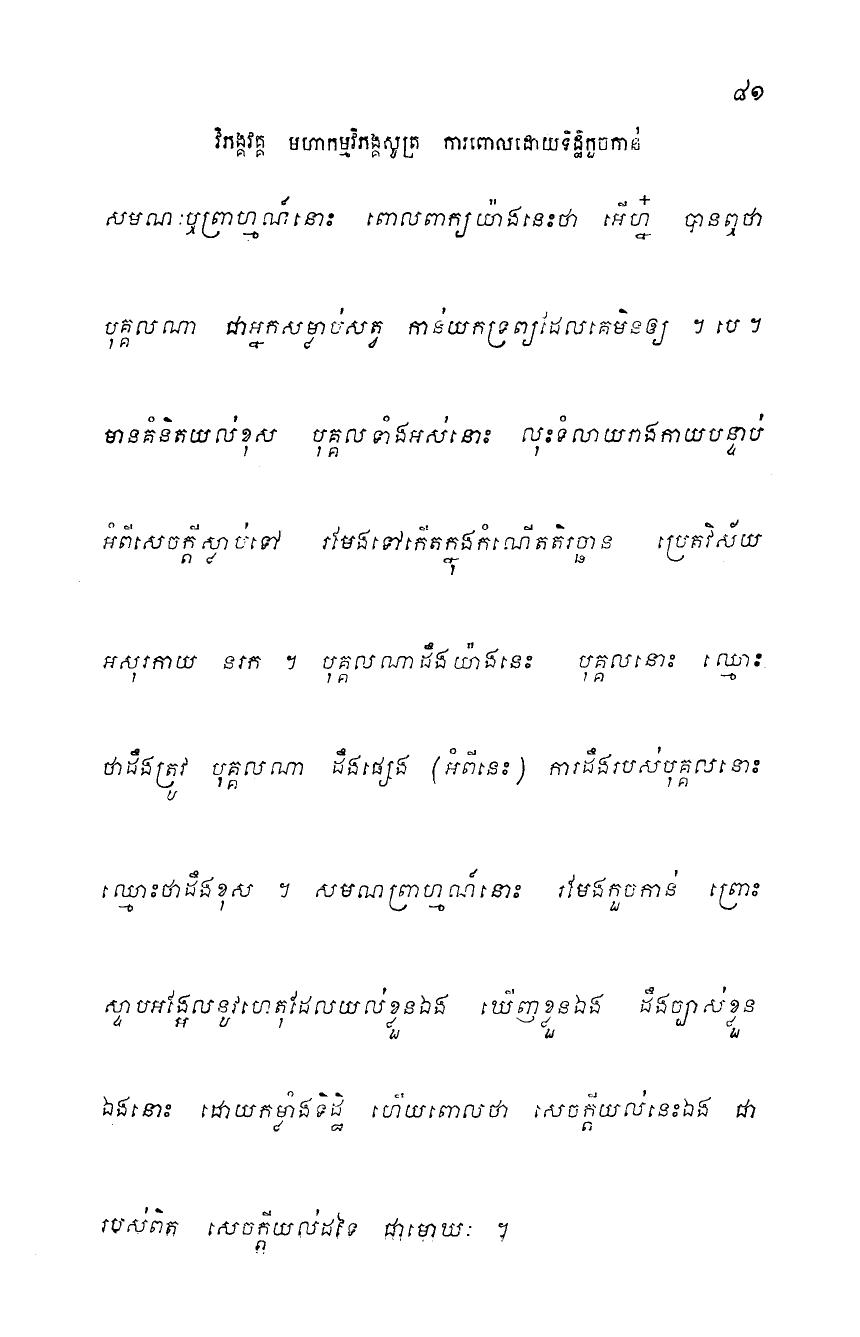 ៨១
វិភង្គវគ្គ មហាកម្មវិភង្គសូត្រ ការពោលដោយទិដ្ឋិកួចកាន់
សមណៈឬព្រាហ្មណ៍នោះ ពោលពាក្យយ៉ាងនេះថា អើហ្ន៎ បានឮថា
បុគ្គលណា ជាអ្នកសម្លាប់សត្វ កាន់យកទ្រព្យដែលគេមិនឲ្យ ។ បេ ។
មានគំនិតយល់ខុស បុគ្គលទាំងអស់នោះ លុះទំលាយរាងកាយបន្ទាប់
អំពីសេចក្តីស្លាប់ទៅ រមែងទៅកើតក្នុងកំណើតតិរច្ឆាន ប្រេតវិស័យ
អសុរកាយ នរក ។ បុគ្គលណាដឹងយ៉ាងនេះ បុគ្គលនោះ ឈ្មោះ
ថាដឹងត្រូវ បុគ្គលណា ដឹងផ្សេង (អំពីនេះ) ការដឹងរបស់បុគ្គលនោះ
ឈ្មោះថាដឹងខុស ។ សមណព្រាហ្មណ៍នោះ រមែងកួចកាន់ ព្រោះ
ស្ទាបអង្អែលនូវហេតុដែលយល់ខ្លួនឯង ឃើញខ្លួនឯង ដឹងច្បាស់ខ្លួន
ឯងនោះ ដោយកម្លាំងទិដ្ឋិ ហើយពោលថា សេចក្តីយល់នេះឯង ជា
របស់ពិត សេចក្តីយល់ដទៃ ជាមោឃៈ ។